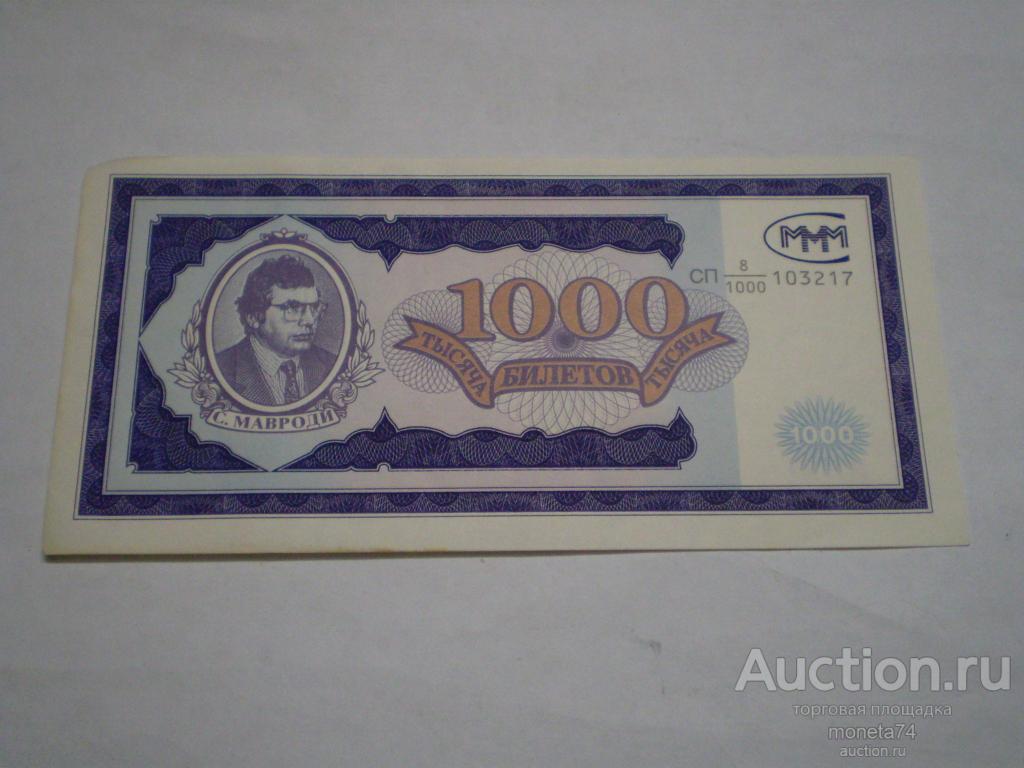 МММ
СП 8/1000 103217
1000
ТЫСЯЧА БИЛЕТОВ ТЫСЯЧА
С. МАВРОДИ
1000
Auction.ru
торговая площадка
moneta74
auction.ru